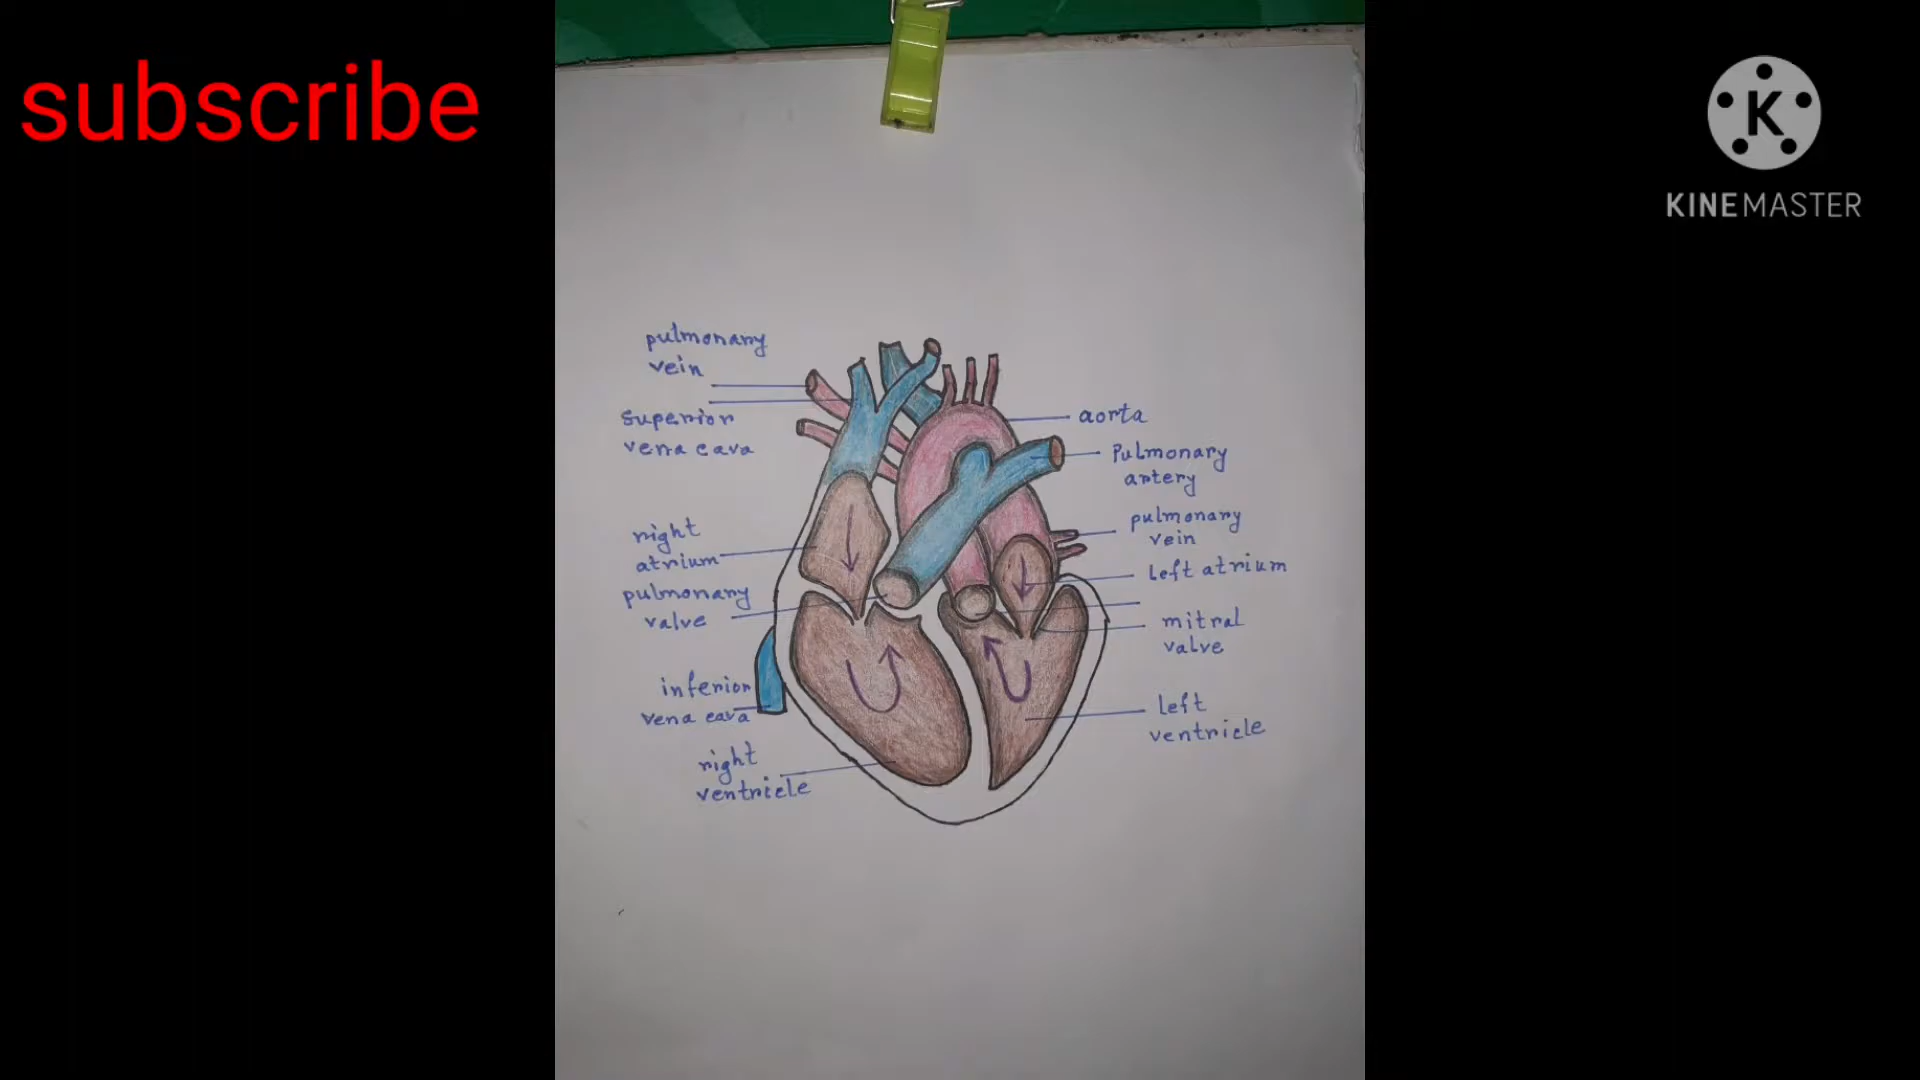 subscribe
K
KINEMASTER
pulmonary
vein
superior
vena cava
right
atrium
pulmonary
valve
inferior
vena cava
right
ventricle
aorta
Pulmonary
artery
pulmonary
vein
left atrium
mitral
valve
left
ventricle